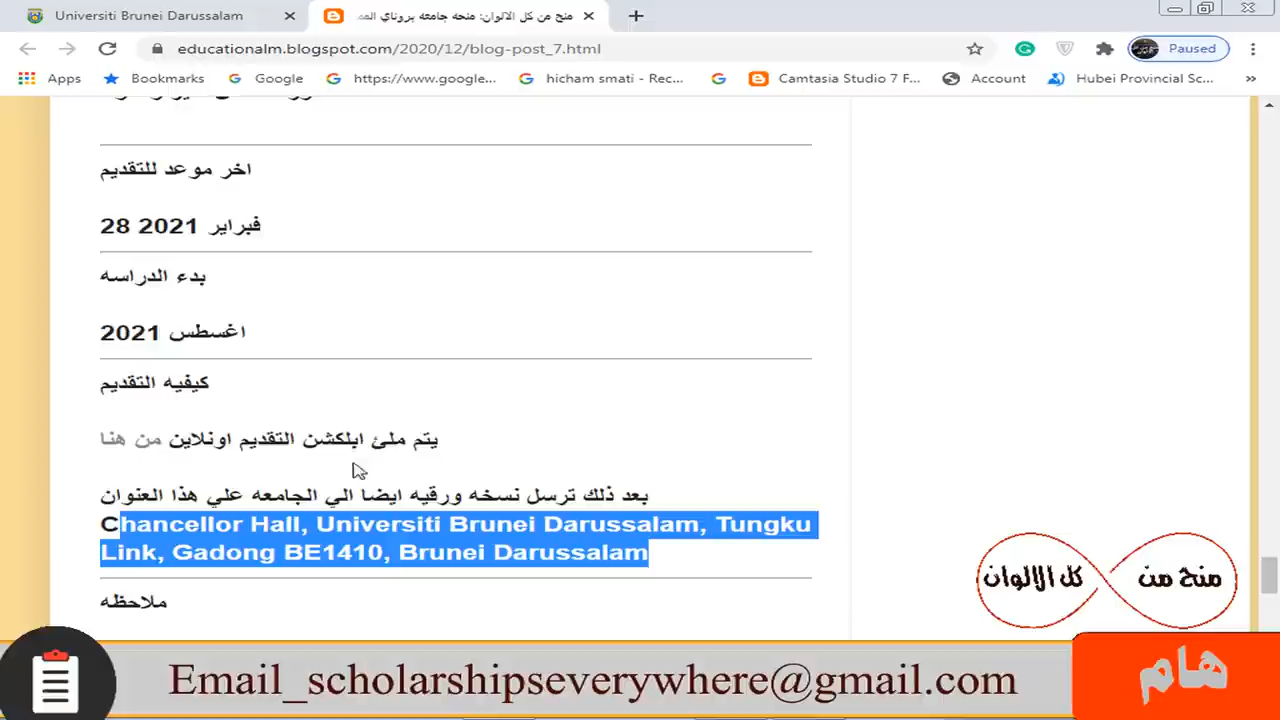 Universiti Brunei Darussalam
منح من كل الالوان: منحه جامعه بروناي
educationalm.blogspot.com/2020/12/blog-post_7.html
Paused
Apps
Bookmarks
Google
https://www.google...
hicham smati - Rec...
Camtasia Studio 7 F...
Account
Hubei Provincial Sc...
»
اخر موعد للتقديم
28 فبراير 2021
بدء الدراسه
اغسطس 2021
كيفيه التقديم
يتم ملئ ابلكشن التقديم اونلاين من هنا
بعد ذلك ترسل نسخه ورقيه ايضا الي الجامعه علي هذا العنوان
Chancellor Hall, Universiti Brunei Darussalam, Tungku
Link, Gadong BE1410, Brunei Darussalam
ملاحظه
منح من كل الالوان
Email_scholarshipseverywhere@gmail.com
هام